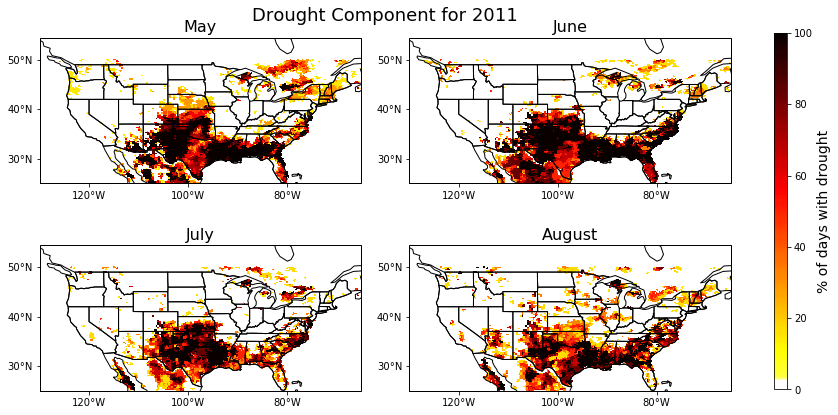 Drought Component for 2011
May
June
50°N
40°N
30°N
120°W
100°W
80°W
50°N
40°N
30°N
120°W
100°W
80°W
July
August
50°N
40°N
30°N
120°W
100°W
80°W
50°N
40°N
30°N
120°W
100°W
80°W
100
80
60
40
20
0
% of days with drought